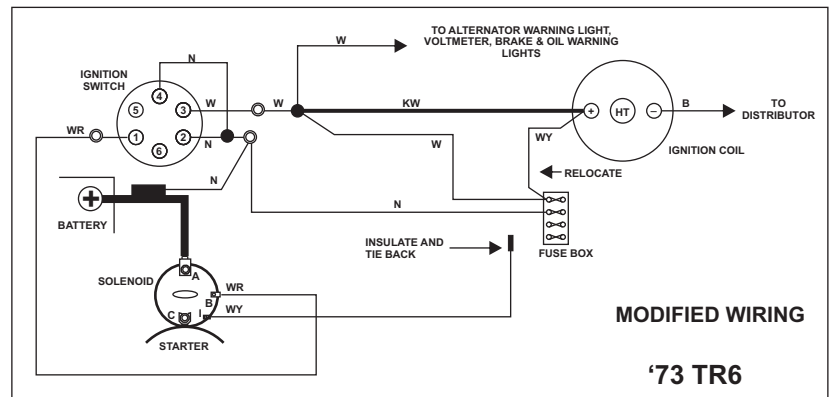 TO ALTERNATOR WARNING LIGHT,
VOLTMETER, BRAKE & OIL WARNING
LIGHTS
W
N
IGNITION
SWITCH
4
5
3
W
W
KW
+
HT
−
B
TO
DISTRIBUTOR
WR
1
2
N
6
WY
W
IGNITION COIL
RELOCATE
N
N
+
BATTERY
INSULATE AND
TIE BACK
FUSE BOX
SOLENOID
A
WR
B
C
I
WY
STARTER
MODIFIED WIRING
‘73 TR6